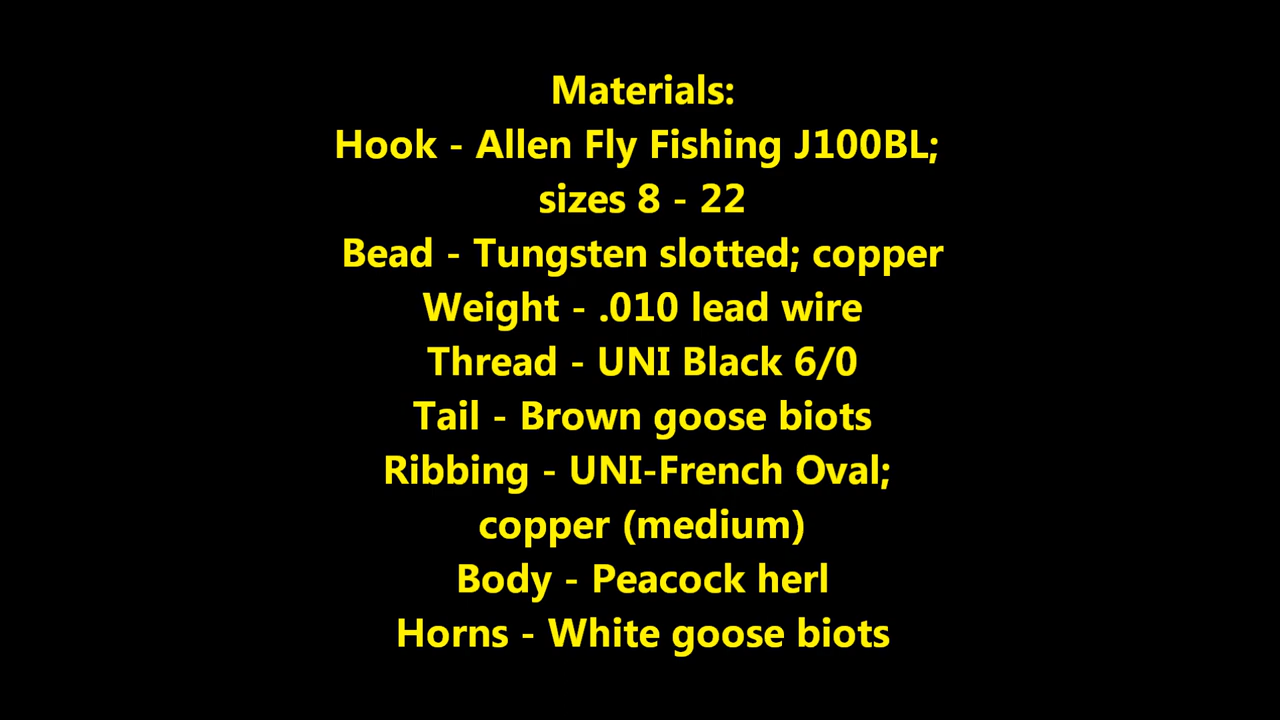 Materials:
Hook - Allen Fly Fishing J100BL;
sizes 8 - 22
Bead - Tungsten slotted; copper
Weight - .010 lead wire
Thread - UNI Black 6/0
Tail - Brown goose biots
Ribbing - UNI-French Oval;
copper (medium)
Body - Peacock herl
Horns - White goose biots